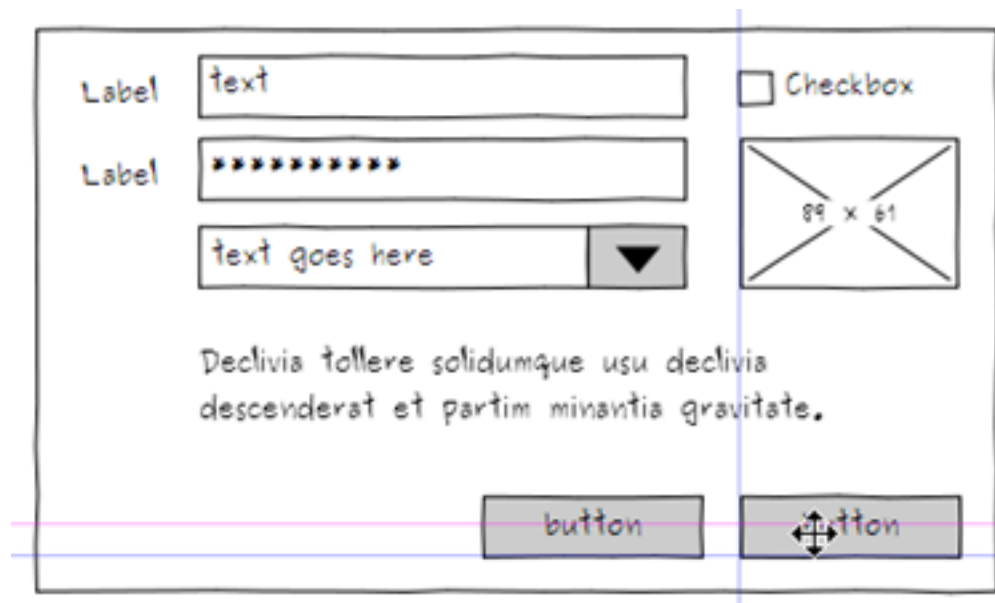 Label
text
Checkbox
Label
**********
89 x 61
text goes here
Declivia tollere solidumque usu declivia
descenderat et partim minantia gravitate.
button
button